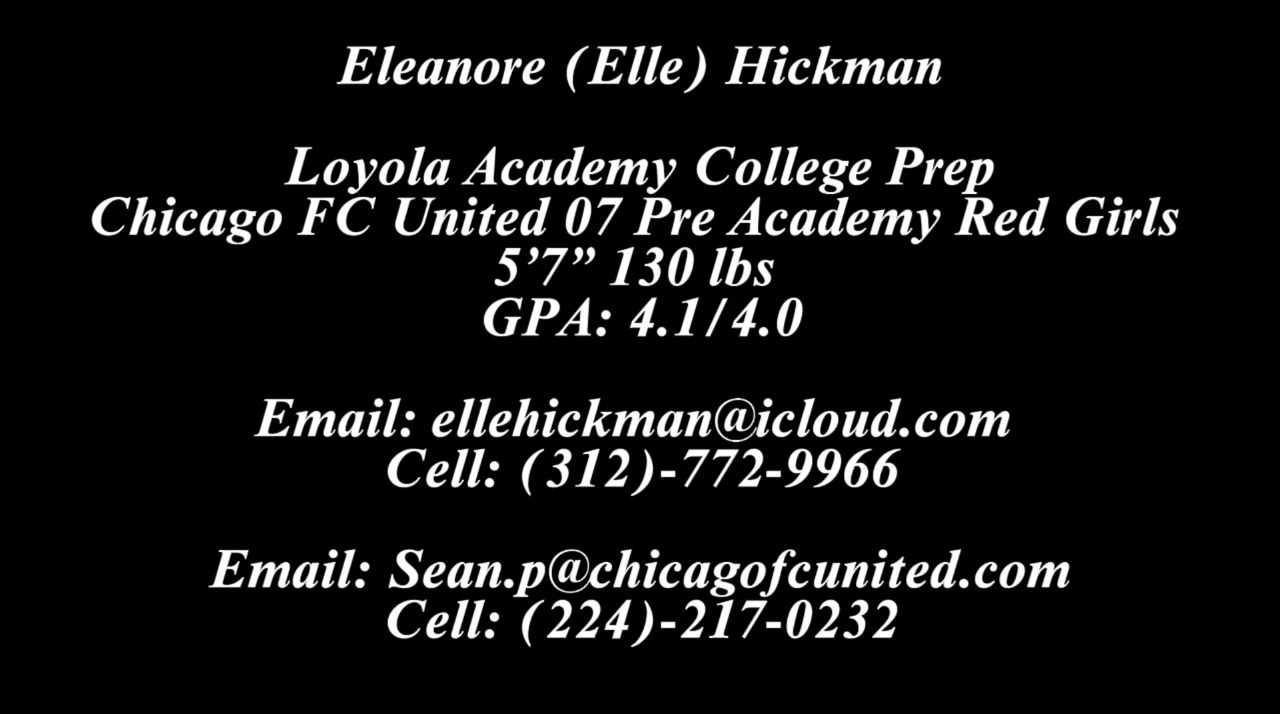 Eleanore (Elle) Hickman
Loyola Academy College Prep
Chicago FC United 07 Pre Academy Red Girls
5’7” 130 lbs
GPA: 4.1/4.0
Email: ellehickman@icloud.com
Cell: (312)-772-9966
Email: Sean.p@chicagofcunited.com
Cell: (224)-217-0232